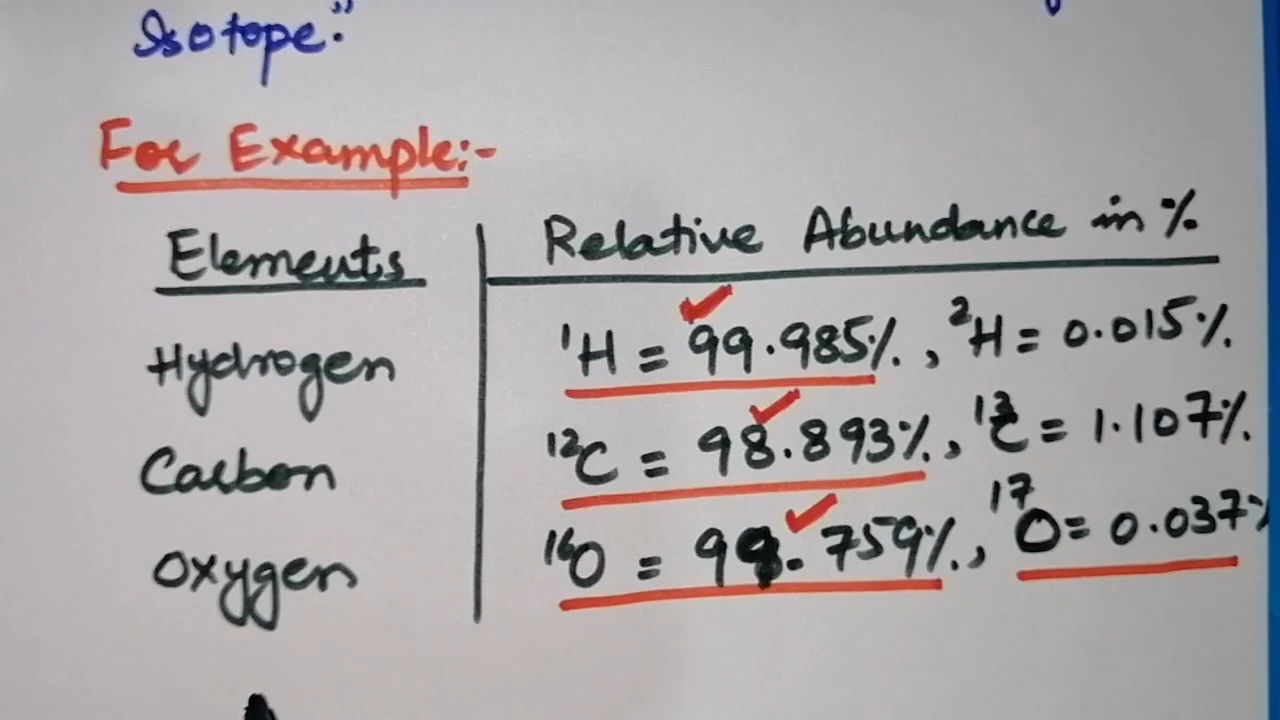 Isotope."
For Example:-
Elements Relative Abundance in %
Hydrogen ¹H = 99.985%, ²H = 0.015%.
Carbon ¹²C = 98.893%, ¹³C = 1.107%.
Oxygen ¹⁶O = 99.759%, ¹⁷O = 0.037%